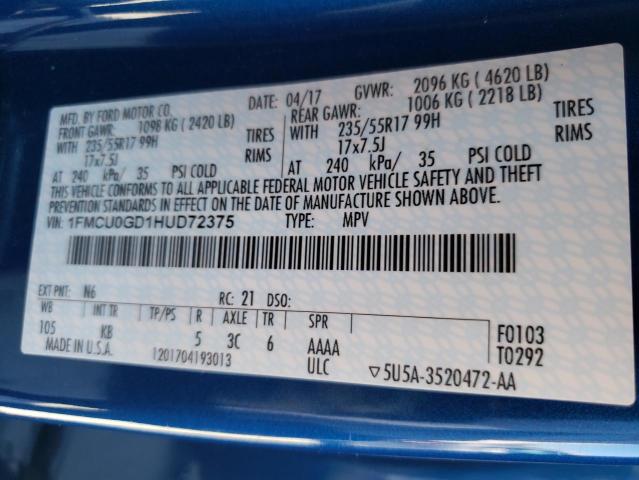 MFD. BY FORD MOTOR CO.
DATE: 04/17 GVWR: 2096 KG ( 4620 LB)
FRONT GAWR: 1098 KG ( 2420 LB)
REAR GAWR: 1006 KG ( 2218 LB)
WITH 235/55R17 99H TIRES
WITH 235/55R17 99H TIRES
17x7.5J RIMS
17x7.5J RIMS
AT 240 kPa/ 35 PSI COLD
AT 240 kPa/ 35 PSI COLD
THIS VEHICLE CONFORMS TO ALL APPLICABLE FEDERAL MOTOR VEHICLE SAFETY AND THEFT
PREVENTION STANDARDS IN EFFECT ON THE DATE OF MANUFACTURE SHOWN ABOVE.
VIN: 1FMCU0GD1HUD72375 TYPE: MPV
EXT PNT: N6 RC: 21 DSO:
WB INT TR TP/PS R AXLE TR SPR
105 KB 5 3C 6 AAAA F0103
MADE IN U.S.A. 1201704193013 ULC T0292
▽5U5A-3520472-AA